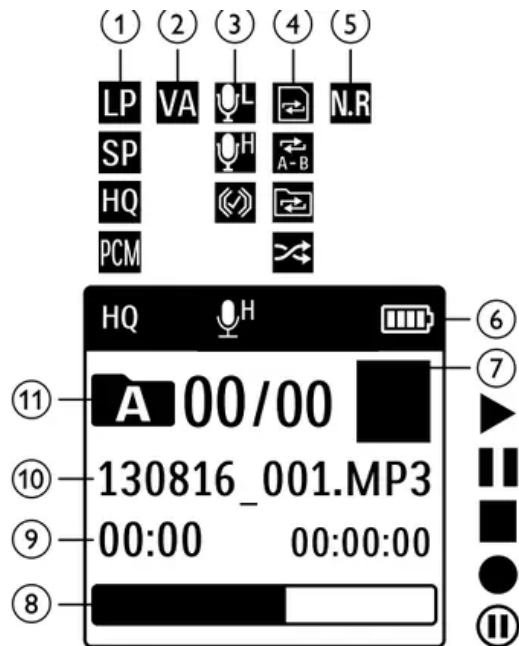 1 2 3 4 5
LP VA L N.R
SP H A-B
HQ
PCM
HQ H 6
7
11 A 00/00
10 130816_001.MP3
9 00:00 00:00:00
8